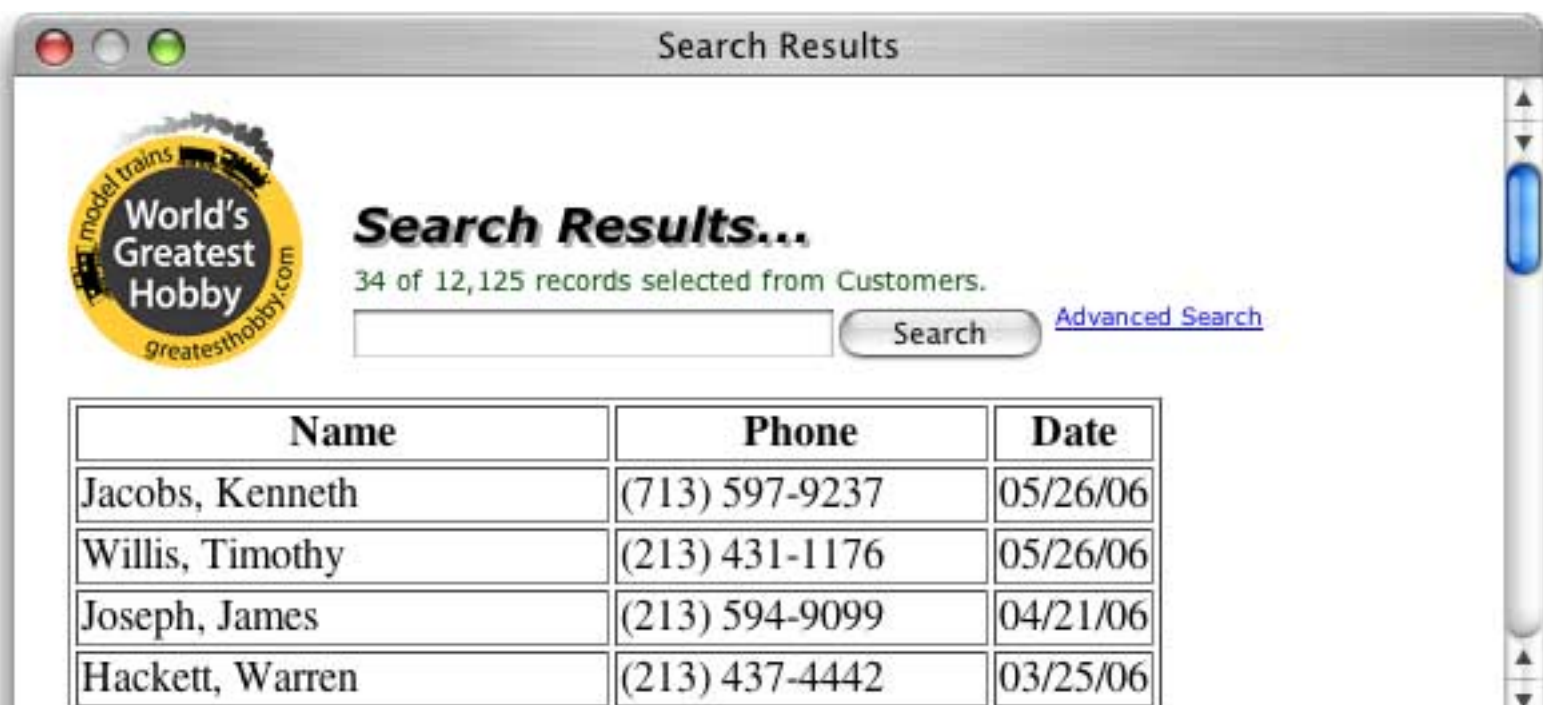 Search Results
model trains
World's
Greatest
Hobby
greatesthobby.com
Search Results...
34 of 12,125 records selected from Customers.
Search Advanced Search
Name Phone Date
Jacobs, Kenneth (713) 597-9237 05/26/06
Willis, Timothy (213) 431-1176 05/26/06
Joseph, James (213) 594-9099 04/21/06
Hackett, Warren (213) 437-4442 03/25/06